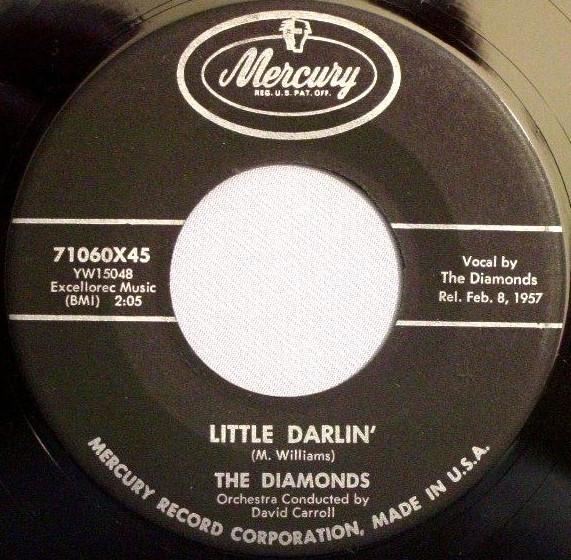 Mercury
REG. U.S. PAT. OFF.
71060X45
YW15048
Excellorec Music
(BMI) 2:05
Vocal by
The Diamonds
Rel. Feb. 8, 1957
LITTLE DARLIN'
(M. Williams)
THE DIAMONDS
Orchestra Conducted by
David Carroll
MERCURY RECORD CORPORATION, MADE IN U.S.A.